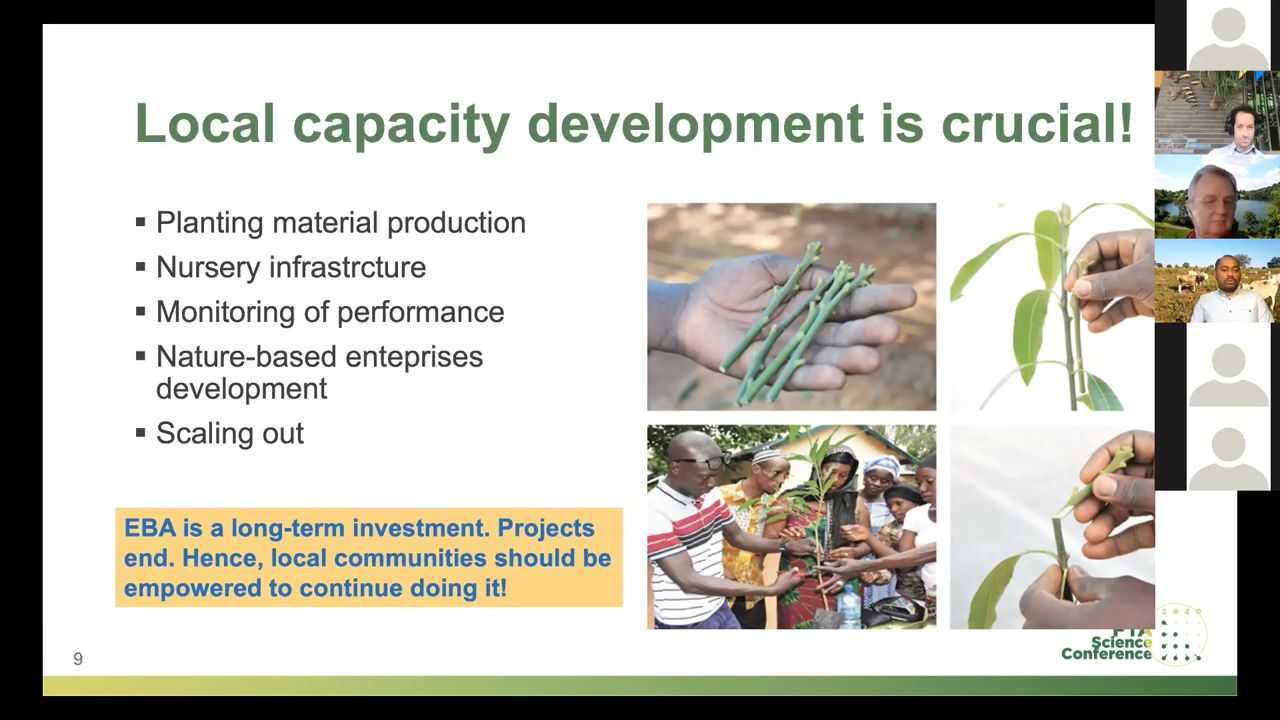 Local capacity development is crucial!
▪ Planting material production
▪ Nursery infrastrcture
▪ Monitoring of performance
▪ Nature-based enteprises
development
▪ Scaling out
EBA is a long-term investment. Projects
end. Hence, local communities should be
empowered to continue doing it!
9
2020
FTA
Science
Conference